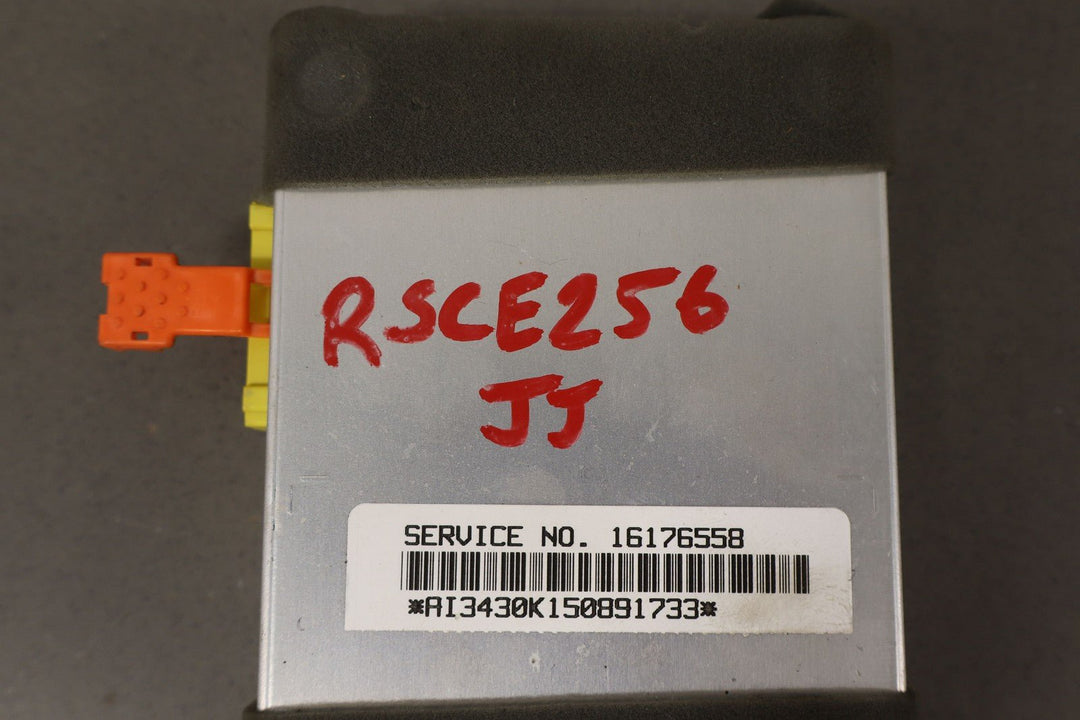 RSCE256
JJ
SERVICE NO. 16176558
*AI3430K150891733*